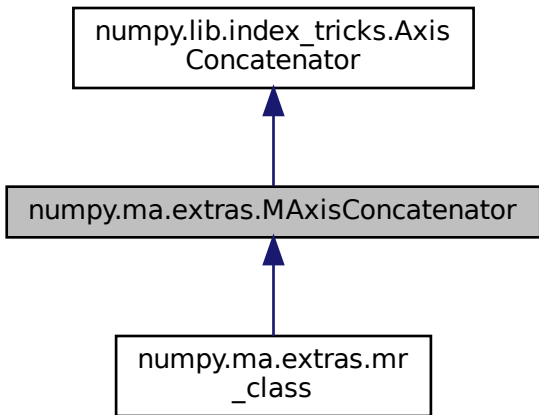 numpy.lib.index_tricks.Axis
Concatenator
numpy.ma.extras.MAxisConcatenator
numpy.ma.extras.mr
_class